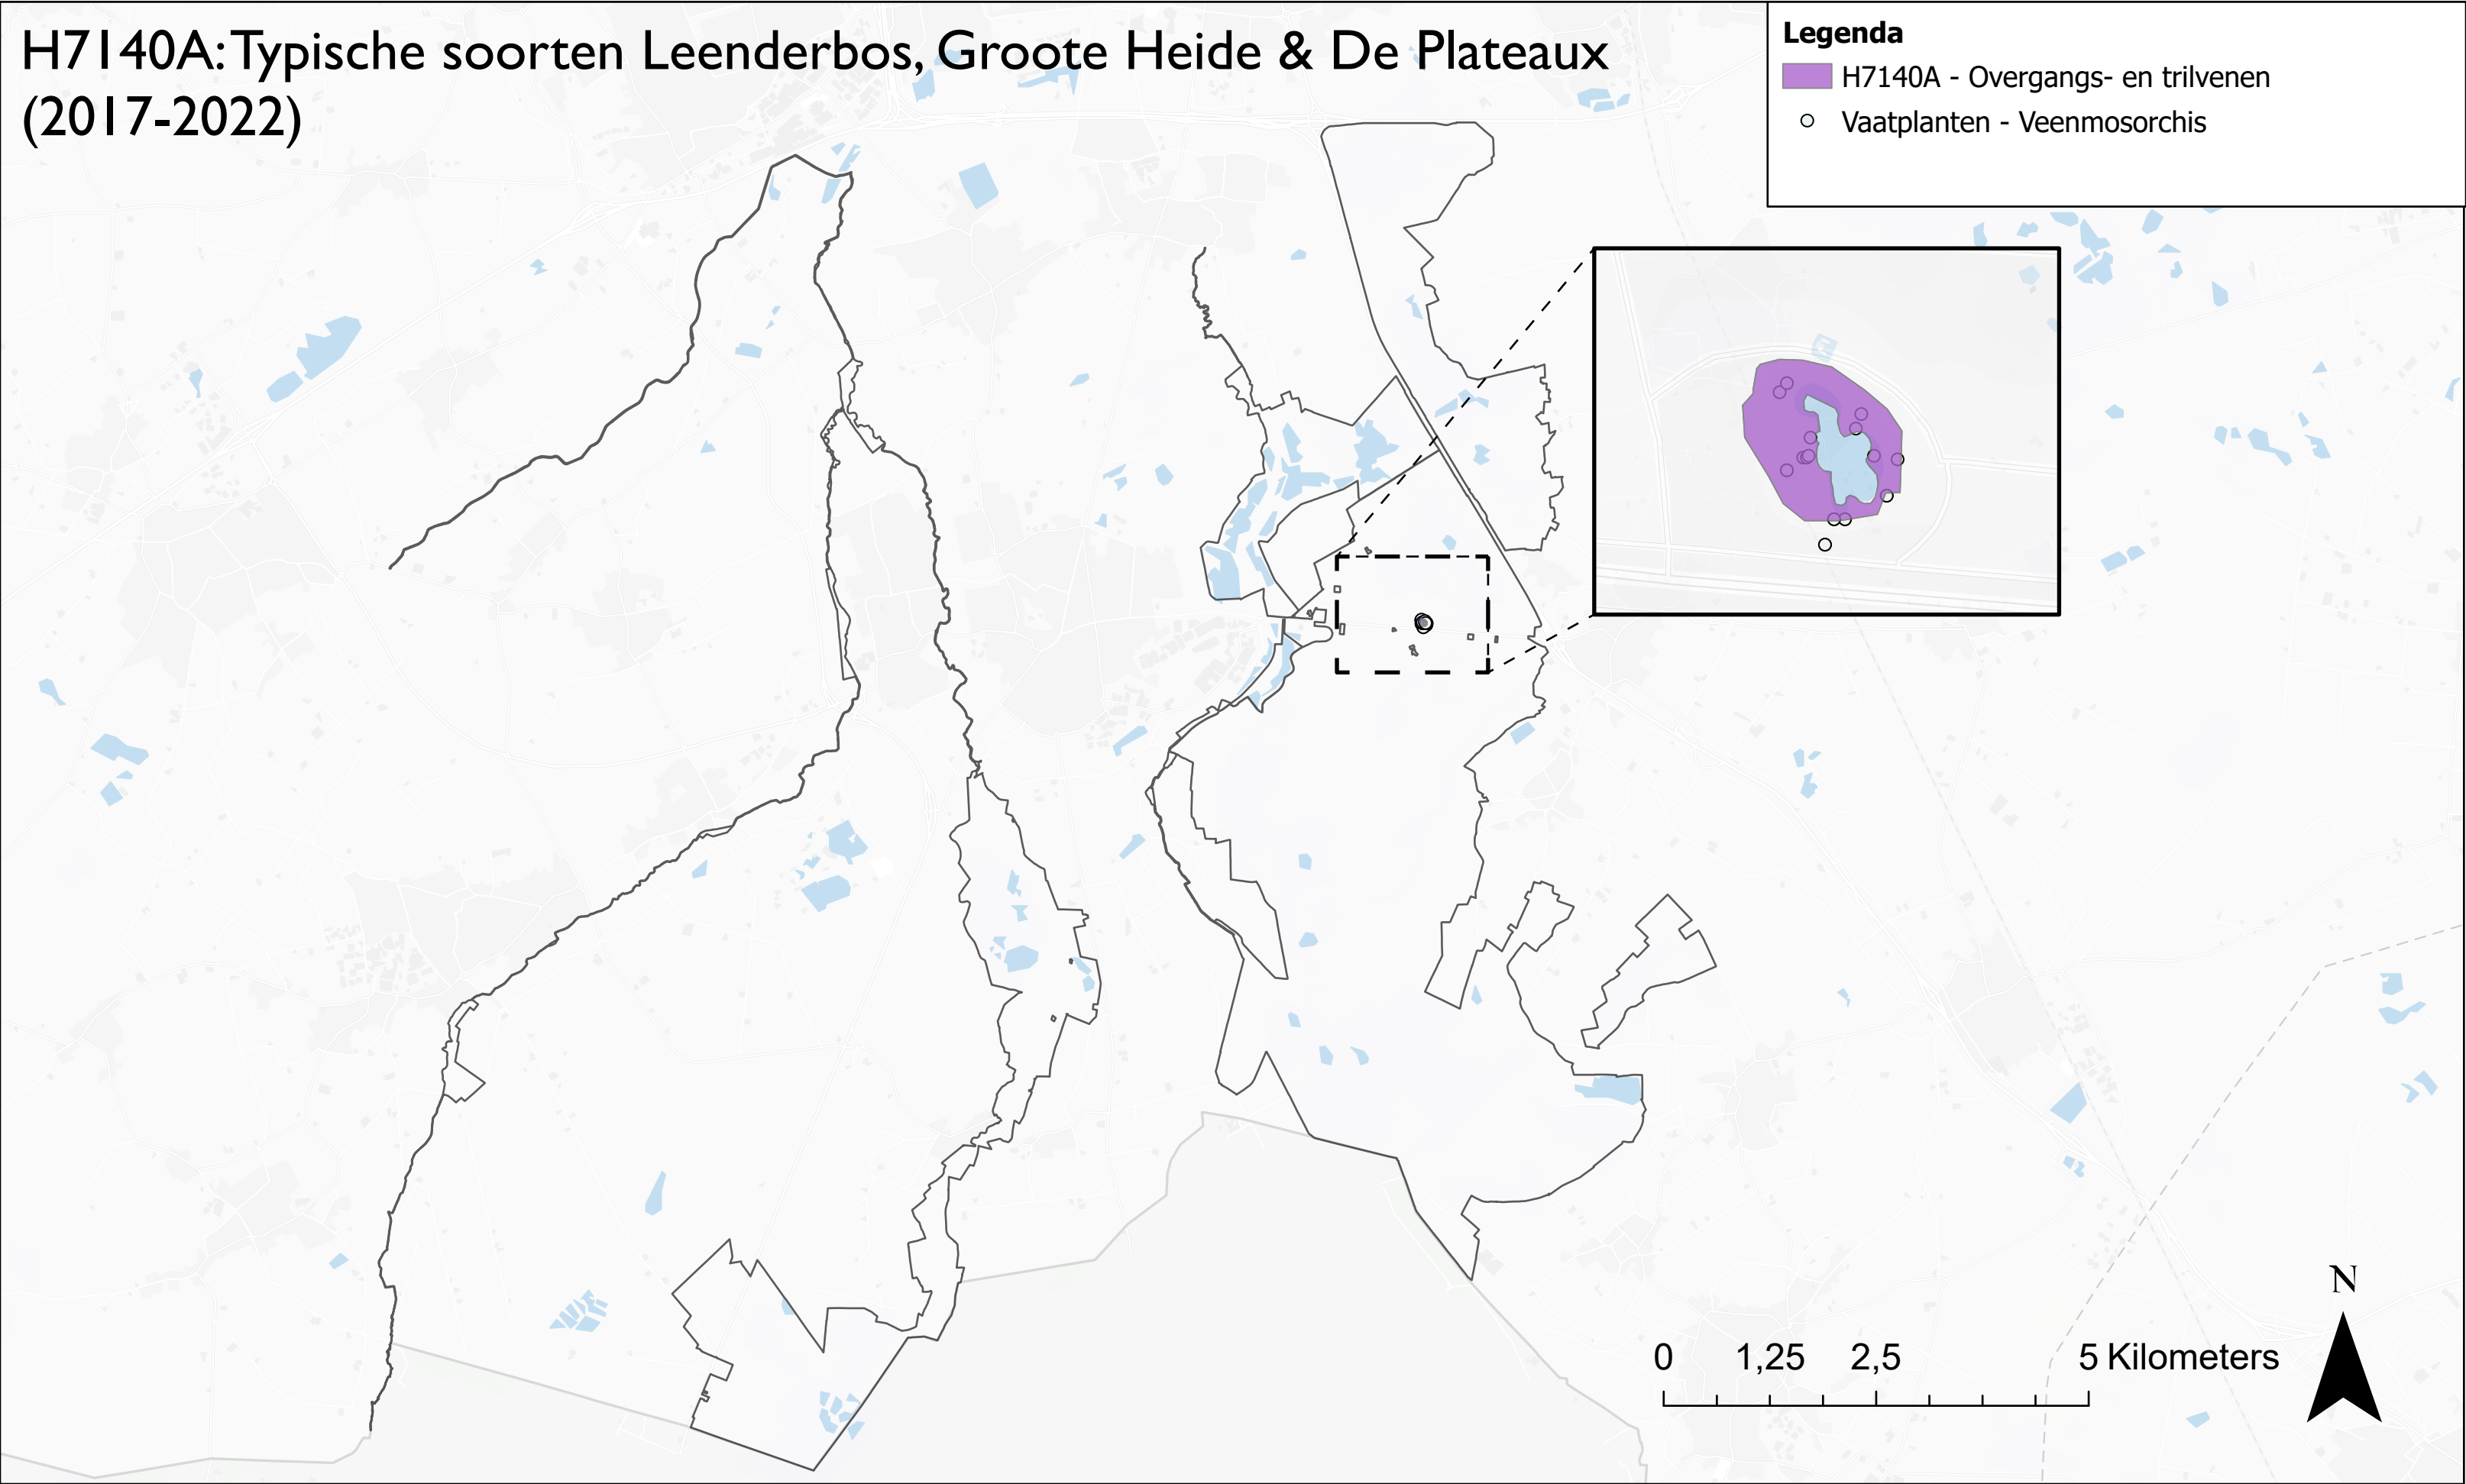 H7140A: Typische soorten Leenderbos, Groote Heide & De Plateaux
(2017-2022)
Legenda
H7140A - Overgangs- en trilvenen
Vaatplanten - Veenmosorchis
N
0 1,25 2,5 5 Kilometers